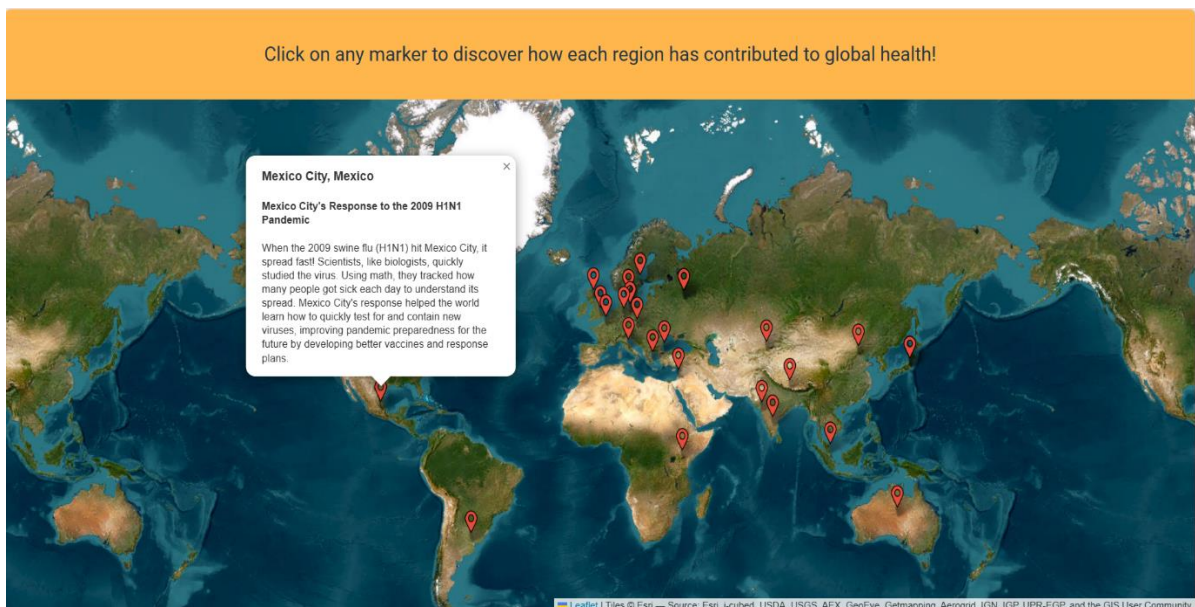 Click on any marker to discover how each region has contributed to global health!
×
Mexico City, Mexico
Mexico City's Response to the 2009 H1N1
Pandemic
When the 2009 swine flu (H1N1) hit Mexico City, it
spread fast! Scientists, like biologists, quickly
studied the virus. Using math, they tracked how
many people got sick each day to understand its
spread. Mexico City's response helped the world
learn how to quickly test for and contain new
viruses, improving pandemic preparedness for the
future by developing better vaccines and response
plans.
Leaflet | Tiles © Esri — Source: Esri, i-cubed, USDA, USGS, AEX, GeoEye, Getmapping, Aerogrid, IGN, IGP, UPR-EGP, and the GIS User Community